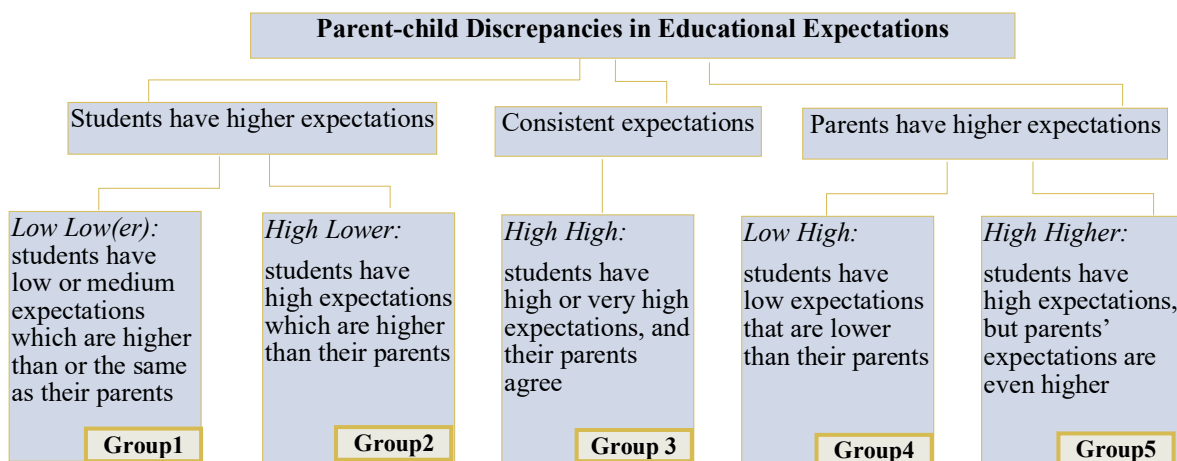 Parent-child Discrepancies in Educational Expectations
Students have higher expectations
Consistent expectations
Parents have higher expectations
Low Low(er):
students have
low or medium
expectations
which are higher
than or the same
as their parents
Group1
High Lower:
students have
high expectations
which are higher
than their parents
Group2
High High:
students have
high or very high
expectations, and
their parents
agree
Group 3
Low High:
students have
low expectations
that are lower
than their parents
Group4
High Higher:
students have
high expectations,
but parents’
expectations are
even higher
Group5